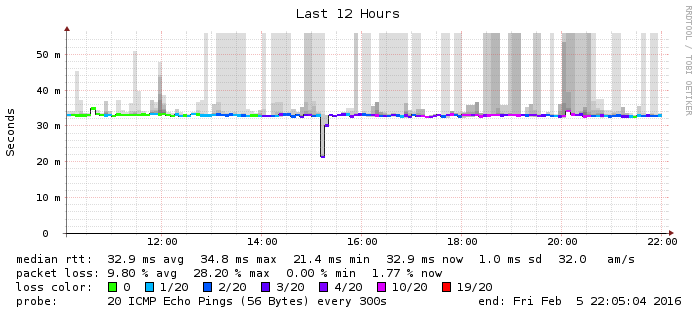 Last 12 Hours
RRDTOOL / TOBI OETIKER
Seconds
50 m
40 m
30 m
20 m
10 m
0
12:00 14:00 16:00 18:00 20:00 22:00
median rtt: 32.9 ms avg 34.8 ms max 21.4 ms min 32.9 ms now 1.0 ms sd 32.0 am/s
packet loss: 9.80 % avg 28.20 % max 0.00 % min 1.77 % now
loss color: 0 1/20 2/20 3/20 4/20 10/20 19/20
probe: 20 ICMP Echo Pings (56 Bytes) every 300s end: Fri Feb 5 22:05:04 2016